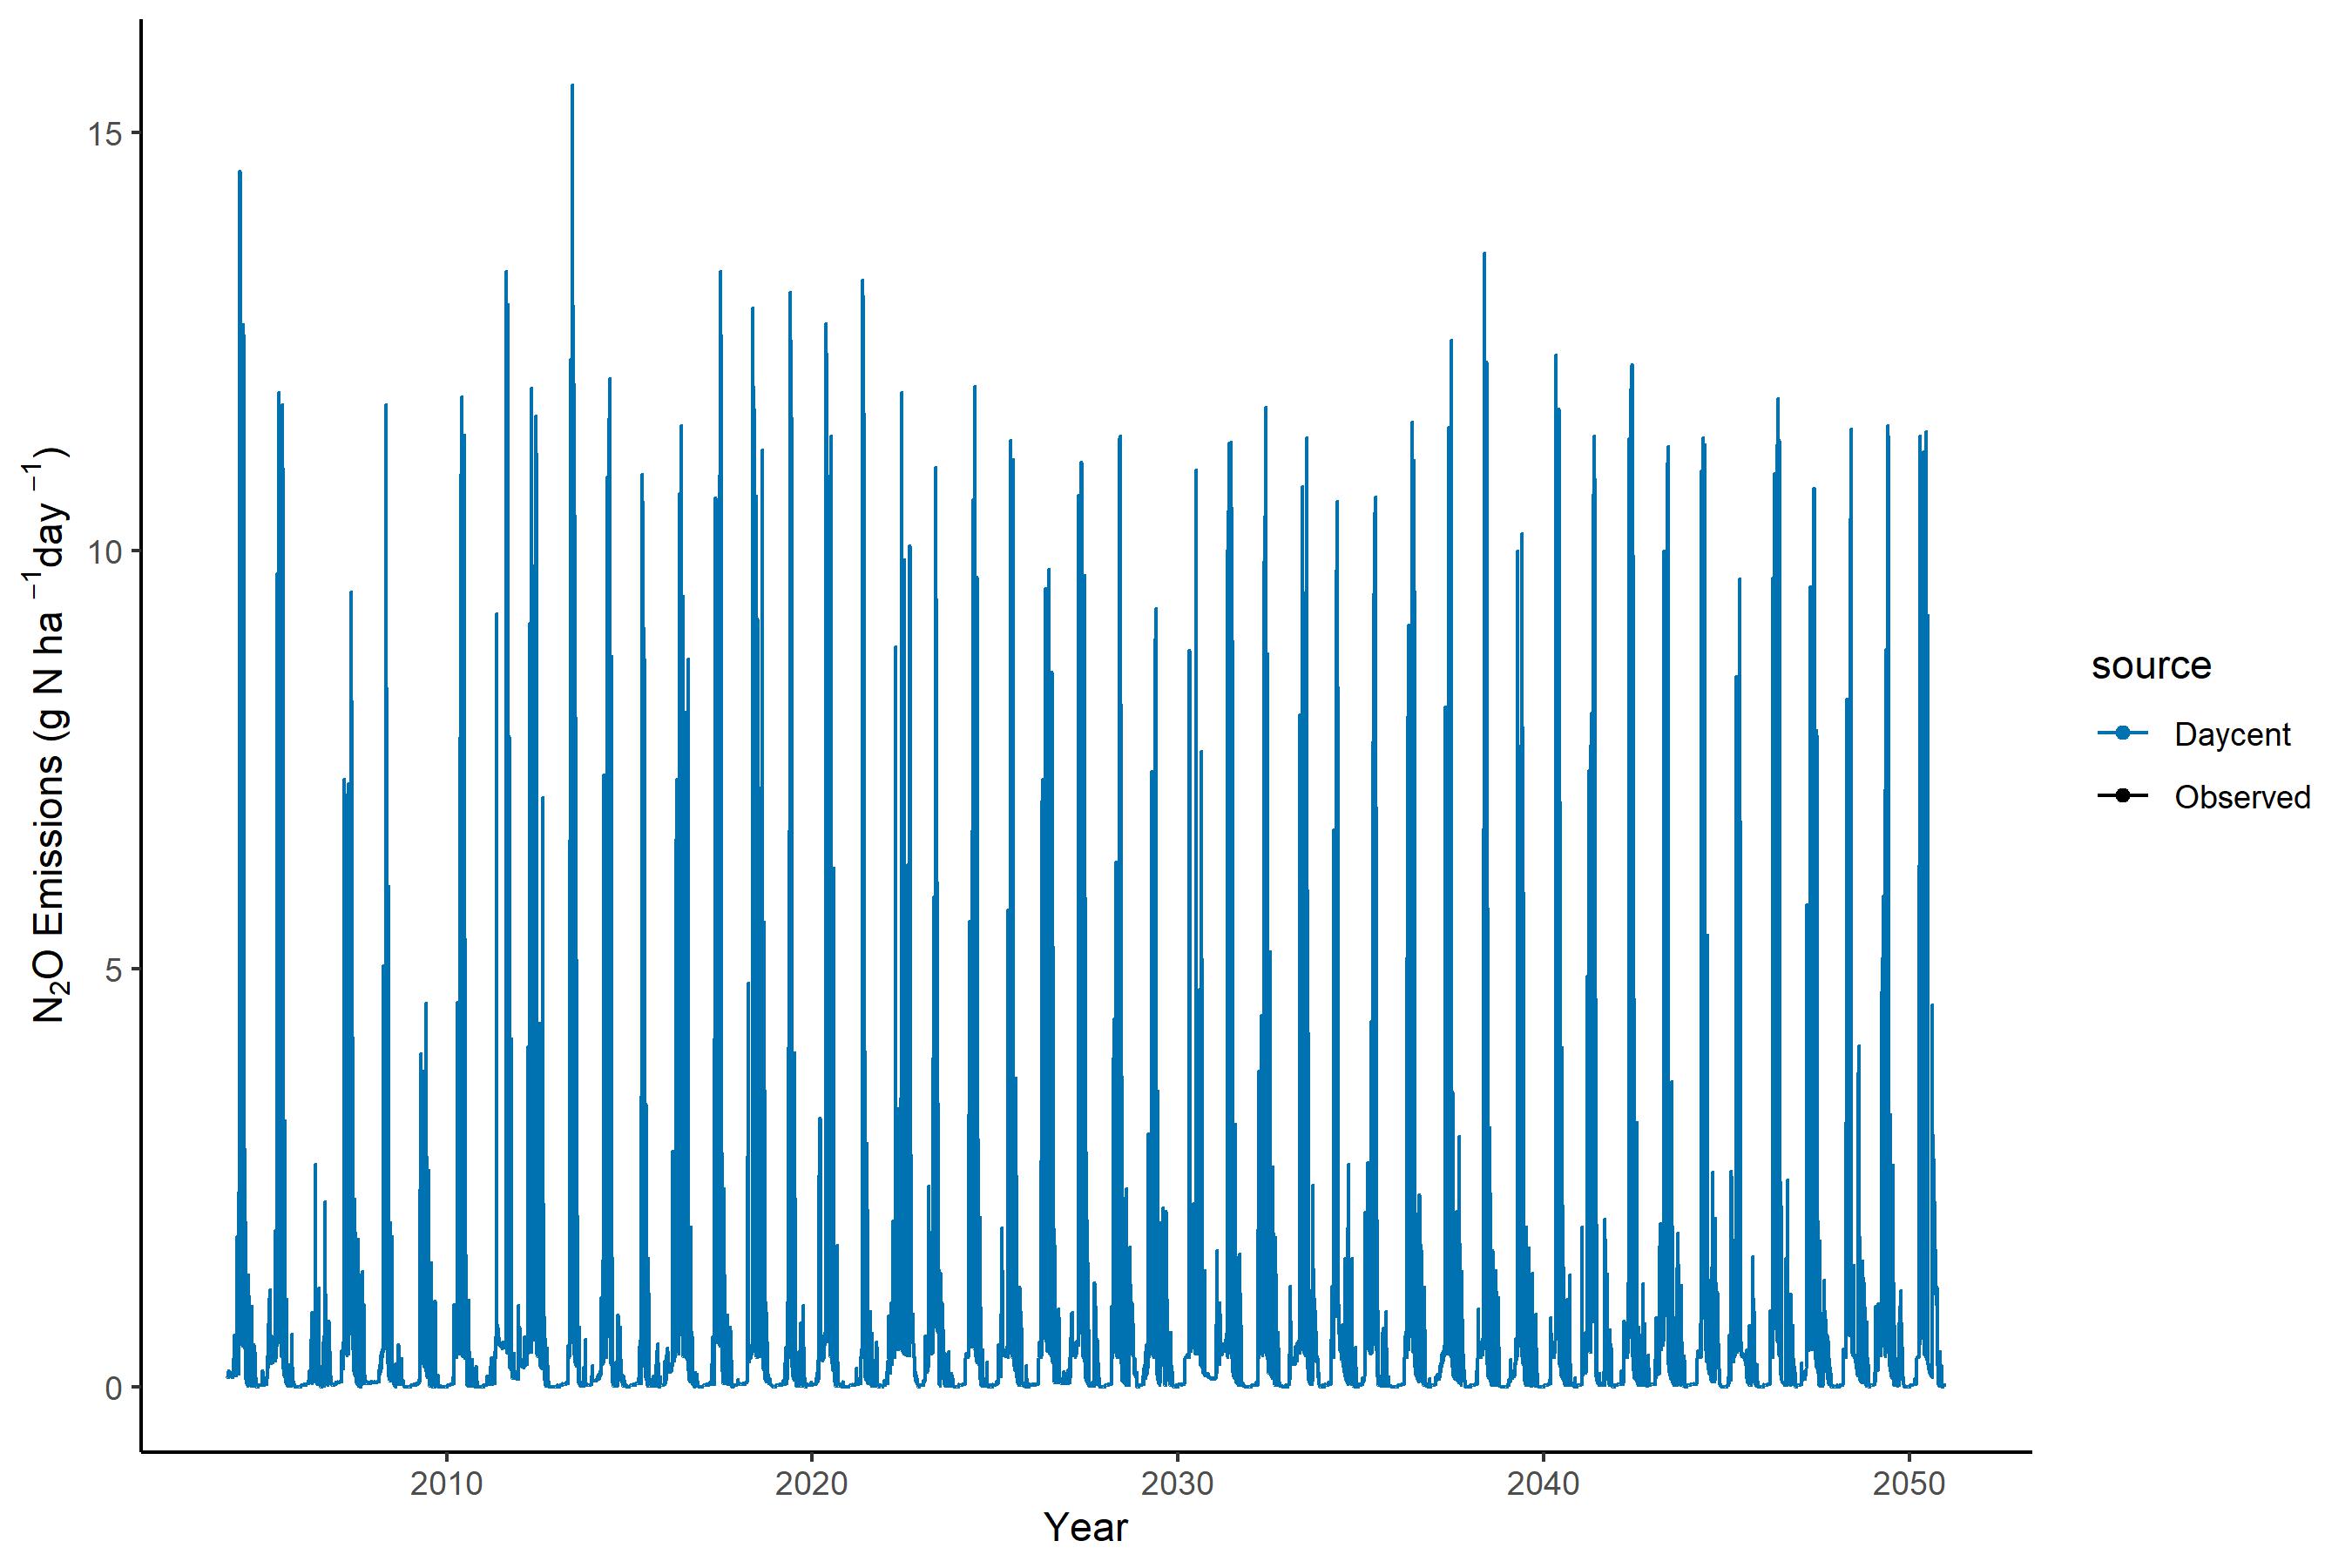 N₂O Emissions (g N ha ⁻¹day ⁻¹)
15
10
5
0
2010 2020 2030 2040 2050
Year
source
Daycent
Observed